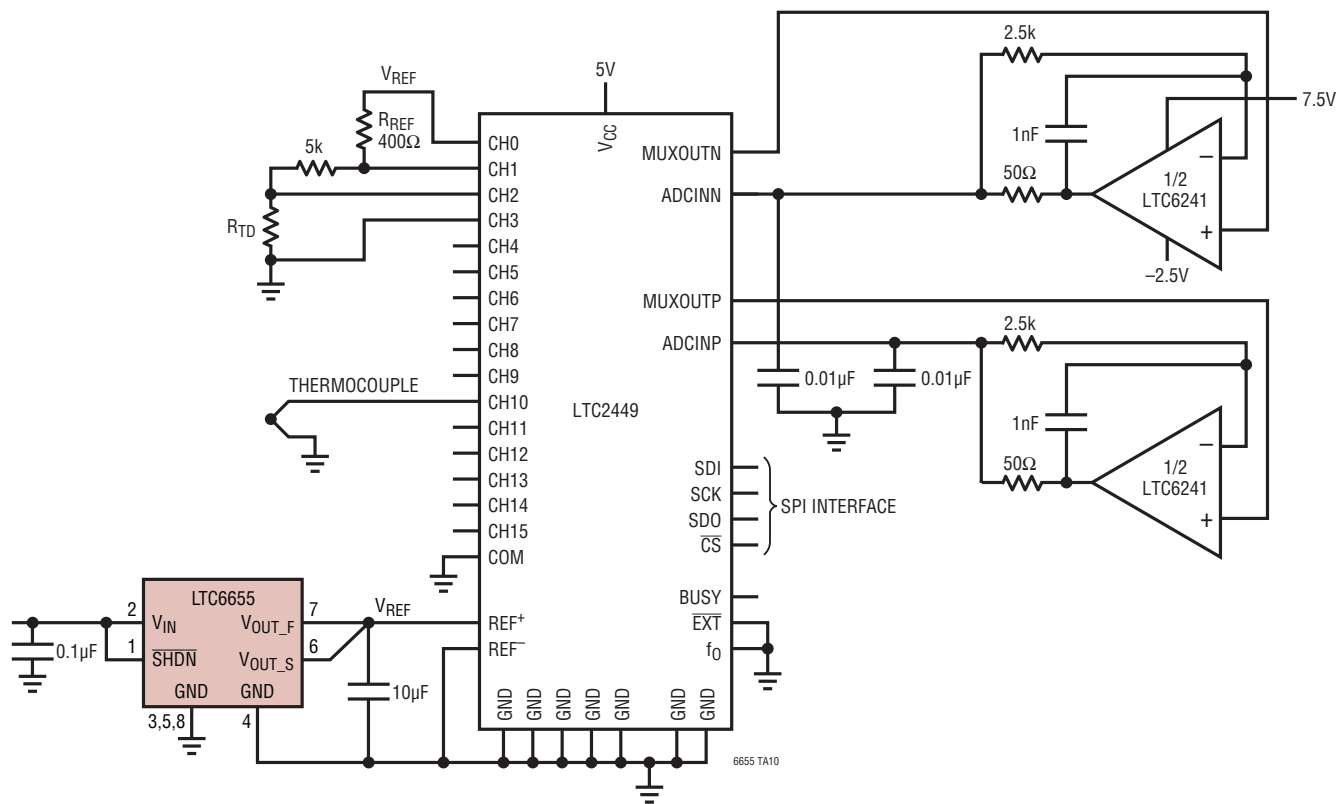 2.5k
7.5V
1nF
50Ω
–
1/2
LTC6241
+
–2.5V
5V
VCC
VREF
RREF
400Ω
5k
RTD
CH0
CH1
CH2
CH3
CH4
CH5
CH6
CH7
CH8
CH9
CH10
CH11
CH12
CH13
CH14
CH15
COM
REF+
REF–
THERMOCOUPLE
LTC2449
MUXOUTN
ADCINN
MUXOUTP
ADCINP
0.01µF
0.01µF
2.5k
1nF
50Ω
–
1/2
LTC6241
+
SDI
SCK
SDO
CS
SPI INTERFACE
BUSY
EXT
fO
LTC6655
2
VIN
1
SHDN
VOUT_F
7
VOUT_S
6
VREF
GND
GND
3,5,8
4
0.1µF
10µF
GND
GND
GND
GND
GND
GND
GND
6655 TA10